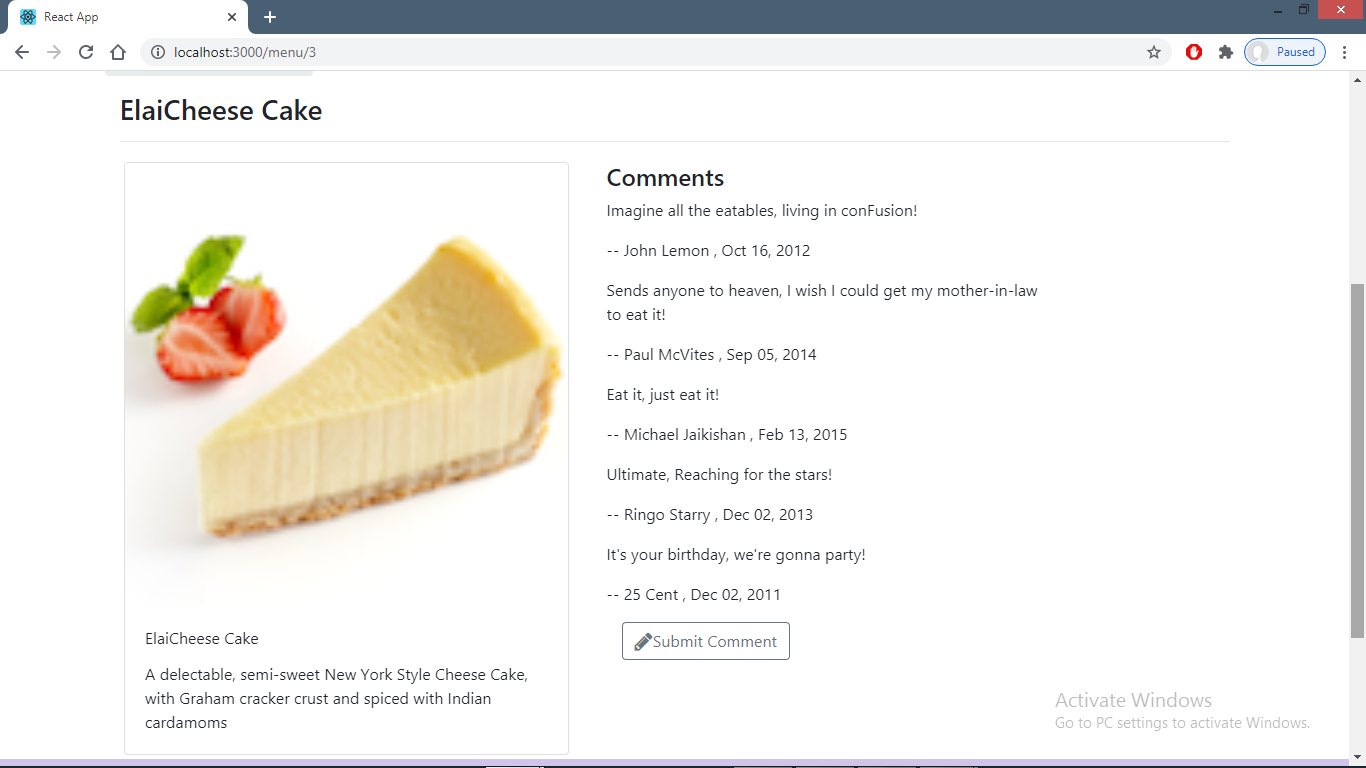 React App
localhost:3000/menu/3
Paused
ElaiCheese Cake
ElaiCheese Cake
A delectable, semi-sweet New York Style Cheese Cake,
with Graham cracker crust and spiced with Indian
cardamoms
Comments
Imagine all the eatables, living in conFusion!
-- John Lemon , Oct 16, 2012
Sends anyone to heaven, I wish I could get my mother-in-law
to eat it!
-- Paul McVites , Sep 05, 2014
Eat it, just eat it!
-- Michael Jaikishan , Feb 13, 2015
Ultimate, Reaching for the stars!
-- Ringo Starry , Dec 02, 2013
It's your birthday, we're gonna party!
-- 25 Cent , Dec 02, 2011
Submit Comment
Activate Windows
Go to PC settings to activate Windows.